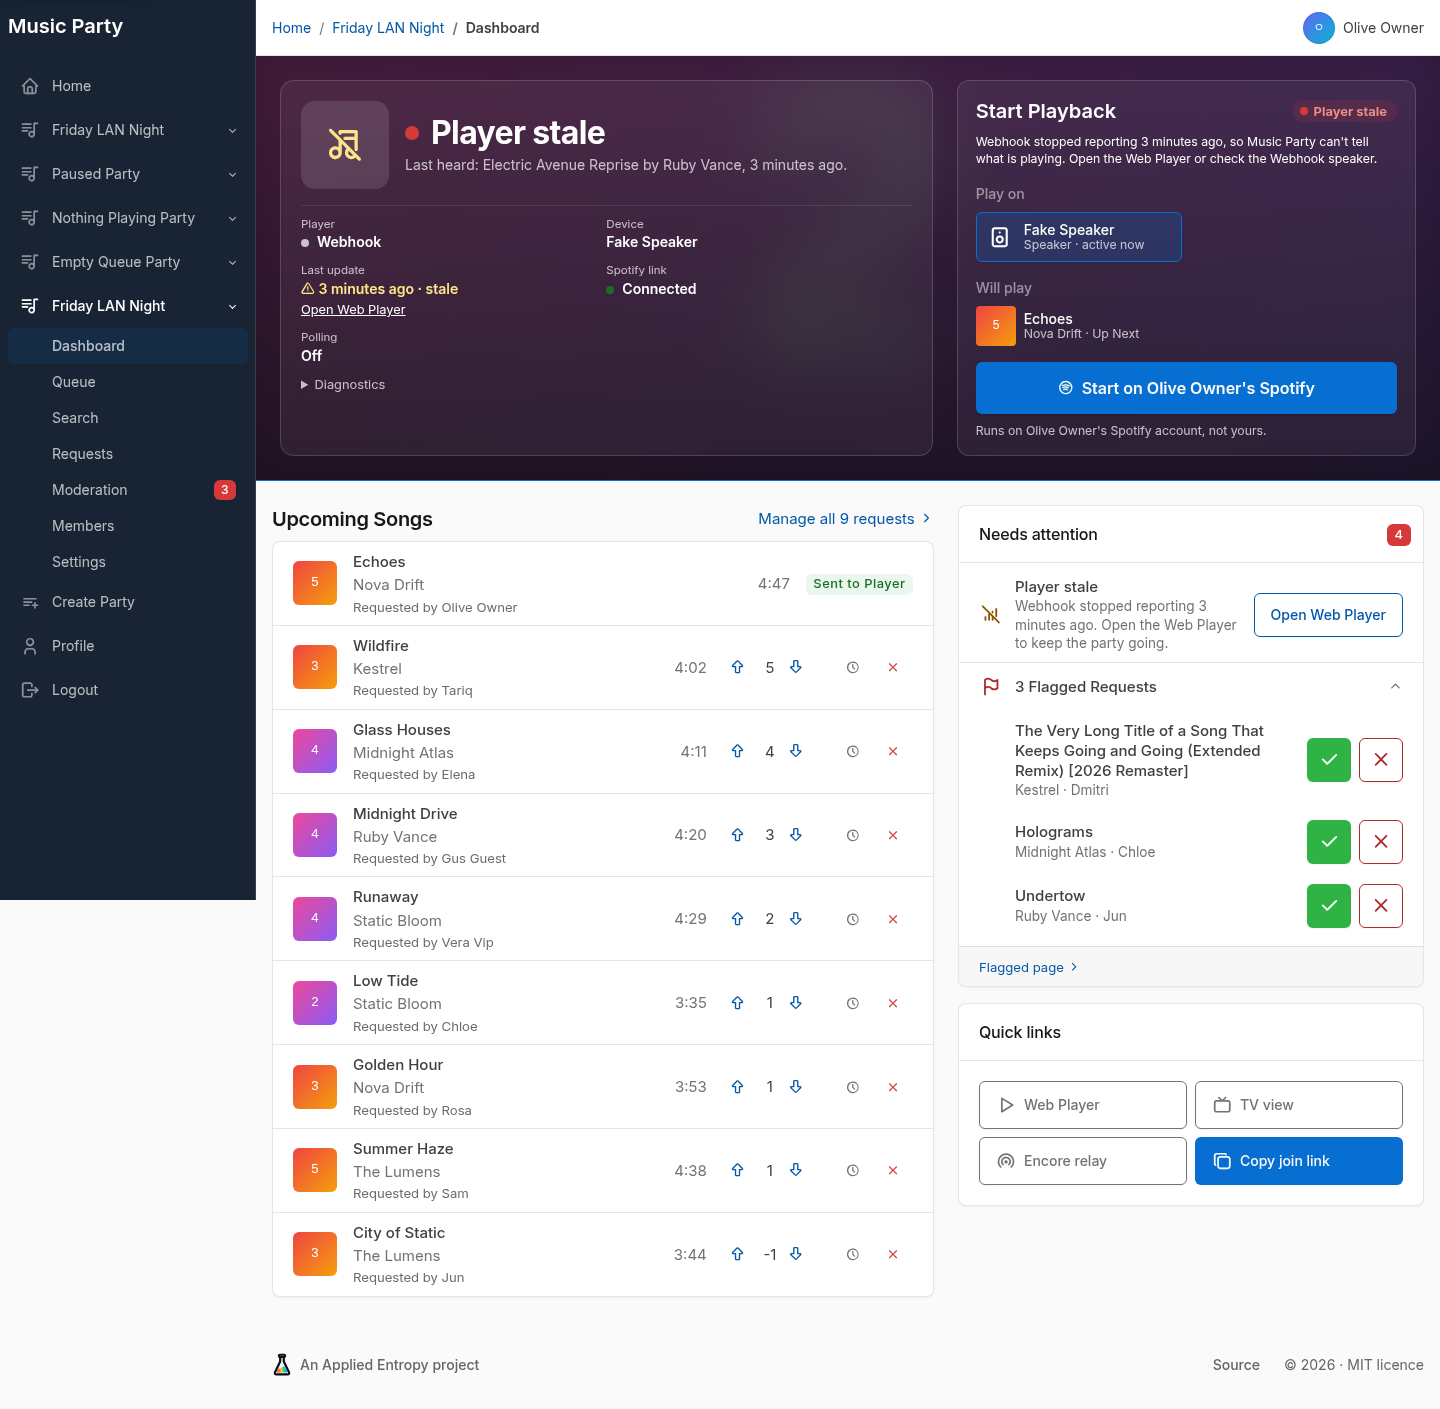 Music Party
Home
Friday LAN Night
Paused Party
Nothing Playing Party
Empty Queue Party
Friday LAN Night
Dashboard
Queue
Search
Requests
Moderation 3
Members
Settings
Create Party
Profile
Logout
Home / Friday LAN Night / Dashboard
O Olive Owner
Player stale
Last heard: Electric Avenue Reprise by Ruby Vance, 3 minutes ago.
Player
Webhook
Device
Fake Speaker
Last update
3 minutes ago · stale
Open Web Player
Spotify link
Connected
Polling
Off
Diagnostics
Start Playback
Player stale
Webhook stopped reporting 3 minutes ago, so Music Party can't tell
what is playing. Open the Web Player or check the Webhook speaker.
Play on
Fake Speaker
Speaker · active now
Will play
5
Echoes
Nova Drift · Up Next
Start on Olive Owner's Spotify
Runs on Olive Owner's Spotify account, not yours.
Upcoming Songs
Manage all 9 requests
5
Echoes
Nova Drift
Requested by Olive Owner
4:47 Sent to Player
3
Wildfire
Kestrel
Requested by Tariq
4:02 5
4
Glass Houses
Midnight Atlas
Requested by Elena
4:11 4
4
Midnight Drive
Ruby Vance
Requested by Gus Guest
4:20 3
4
Runaway
Static Bloom
Requested by Vera Vip
4:29 2
2
Low Tide
Static Bloom
Requested by Chloe
3:35 1
3
Golden Hour
Nova Drift
Requested by Rosa
3:53 1
5
Summer Haze
The Lumens
Requested by Sam
4:38 1
3
City of Static
The Lumens
Requested by Jun
3:44 -1
Needs attention 4
Player stale
Webhook stopped reporting 3
minutes ago. Open the Web Player
to keep the party going.
Open Web Player
3 Flagged Requests
The Very Long Title of a Song That
Keeps Going and Going (Extended
Remix) [2026 Remaster]
Kestrel · Dmitri
Holograms
Midnight Atlas · Chloe
Undertow
Ruby Vance · Jun
Flagged page
Quick links
Web Player
TV view
Encore relay
Copy join link
An Applied Entropy project
Source © 2026 · MIT licence